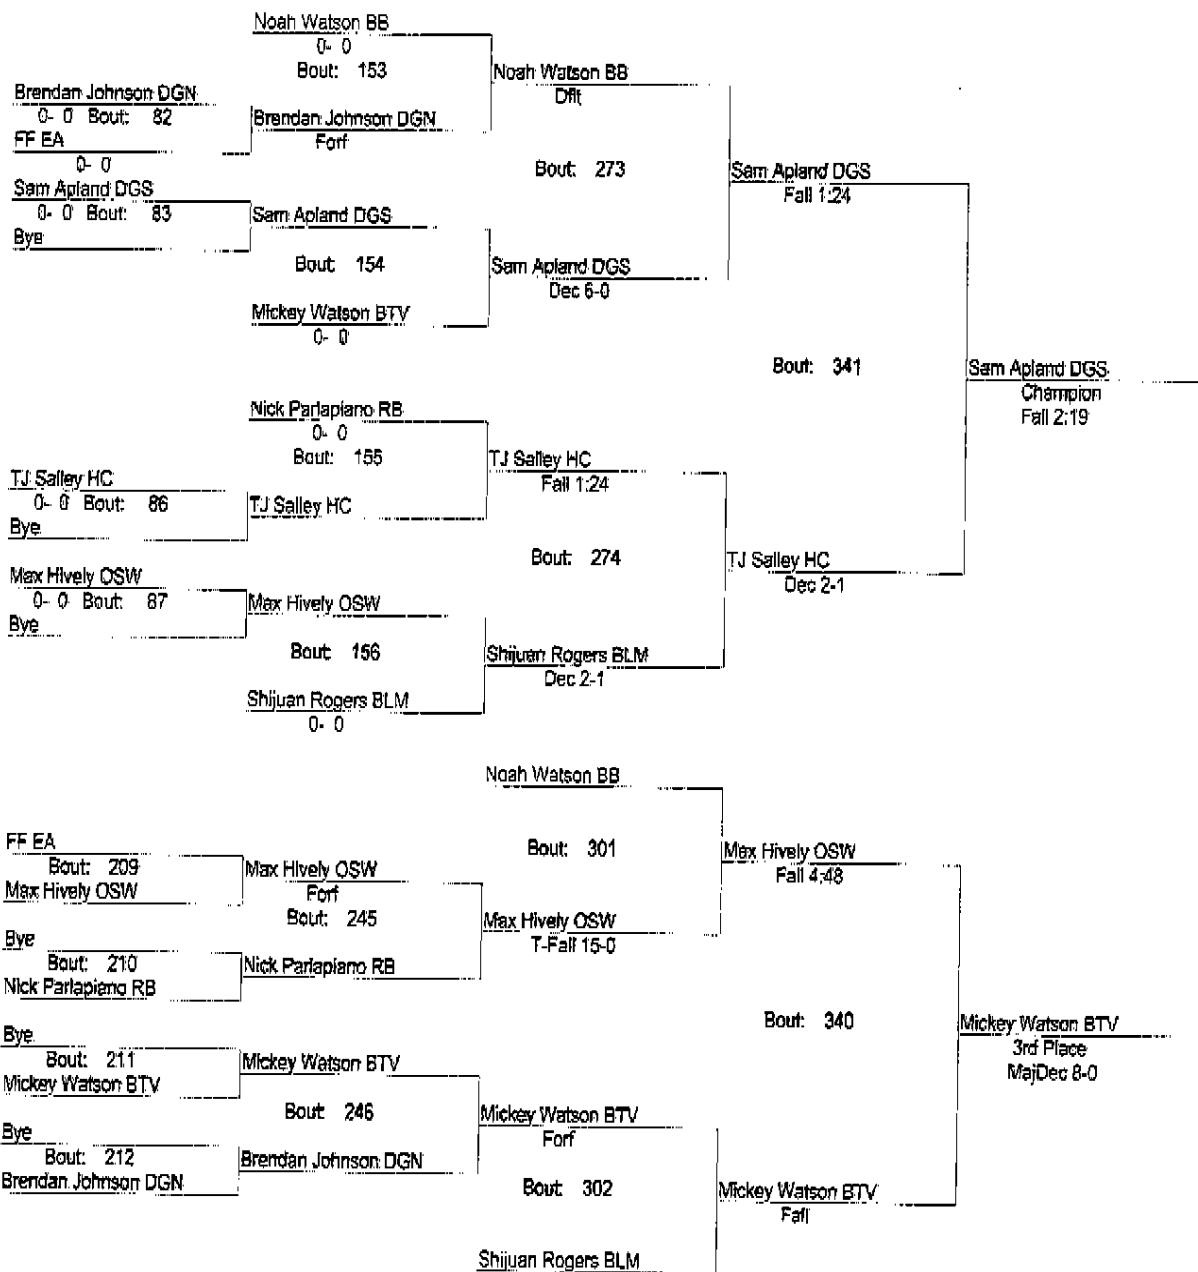 Noah Watson BB
0- 0
Bout: 153
Noah Watson BB
Dflt
Brendan Johnson DGN
0- 0 Bout: 82
Brendan Johnson DGN
Forf
FF EA
0- 0
Bout: 273
Sam Apland DGS
Fall 1:24
Sam Apland DGS
0- 0 Bout: 83
Sam Apland DGS
Bye
Bout: 154
Sam Apland DGS
Dec 6-0
Mickey Watson BTV
0- 0
Bout: 341
Sam Apland DGS
Champion
Fall 2:19
Nick Parlapiano RB
0- 0
Bout: 155
TJ Salley HC
Fall 1:24
TJ Salley HC
0- 0 Bout: 86
TJ Salley HC
Bye
Bout: 274
TJ Salley HC
Dec 2-1
Max Hively OSW
0- 0 Bout: 87
Max Hively OSW
Bye
Bout: 156
Shijuan Rogers BLM
Dec 2-1
Shijuan Rogers BLM
0- 0
Noah Watson BB
Bout: 301
Max Hively OSW
Fall 4:48
FF EA
Bout: 209
Max Hively OSW
Max Hively OSW
Forf
Bout: 245
Max Hively OSW
T-Fall 15-0
Bye
Bout: 210
Nick Parlapiano RB
Nick Parlapiano RB
Bout: 340
Mickey Watson BTV
3rd Place
MajDec 8-0
Bye
Bout: 211
Mickey Watson BTV
Mickey Watson BTV
Bout: 246
Mickey Watson BTV
Forf
Bye
Bout: 212
Brendan Johnson DGN
Brendan Johnson DGN
Bout: 302
Mickey Watson BTV
Fall
Shijuan Rogers BLM